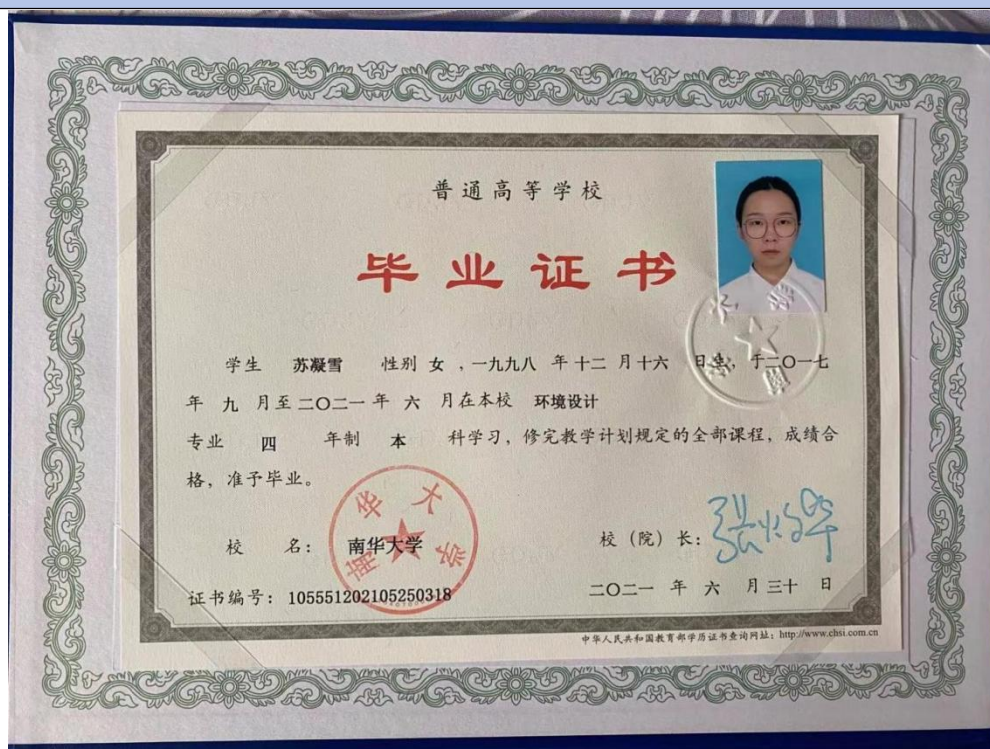 普通高等学校
毕业证书
学生 苏凝雪 性别 女 ,一九九八 年 十二 月 十六 日生,于二〇一七
年 九 月至 二〇二一 年 六 月在本校 环境设计
专业 四 年制 本 科学习，修完教学计划规定的全部课程，成绩合
格，准予毕业。
校 名： 南华大学
南华大学
校（院）长：
证书编号：105551202105250318
二〇二一 年 六 月 三十 日
中华人民共和国教育部学历证书查询网址：http://www.chsi.com.cn